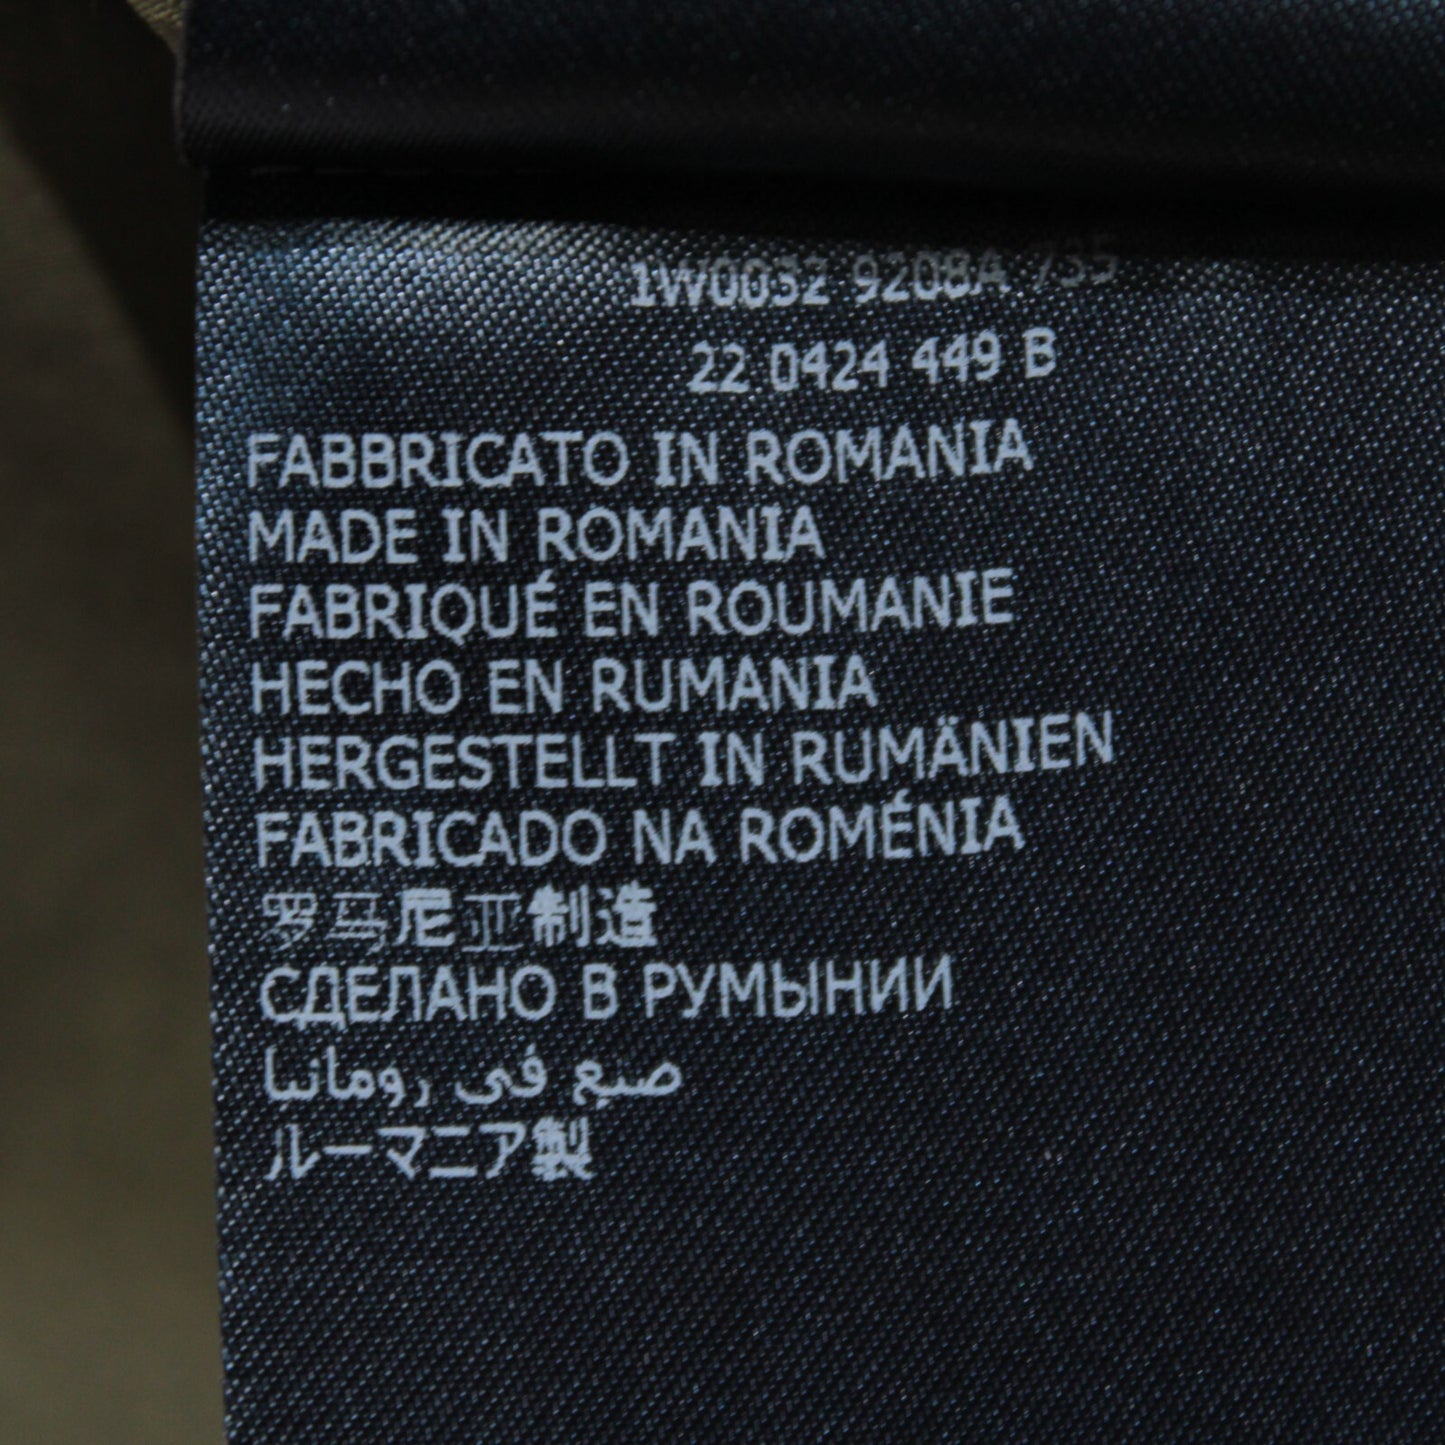 1W0032 9208A 735
22 0424 449 B
FABBRICATO IN ROMANIA
MADE IN ROMANIA
FABRIQUÉ EN ROUMANIE
HECHO EN RUMANIA
HERGESTELLT IN RUMÄNIEN
FABRICADO NA ROMÉNIA
罗马尼亚制造
СДЕЛАНО В РУМЫНИИ
صنع في رومانيا
ルーマニア製